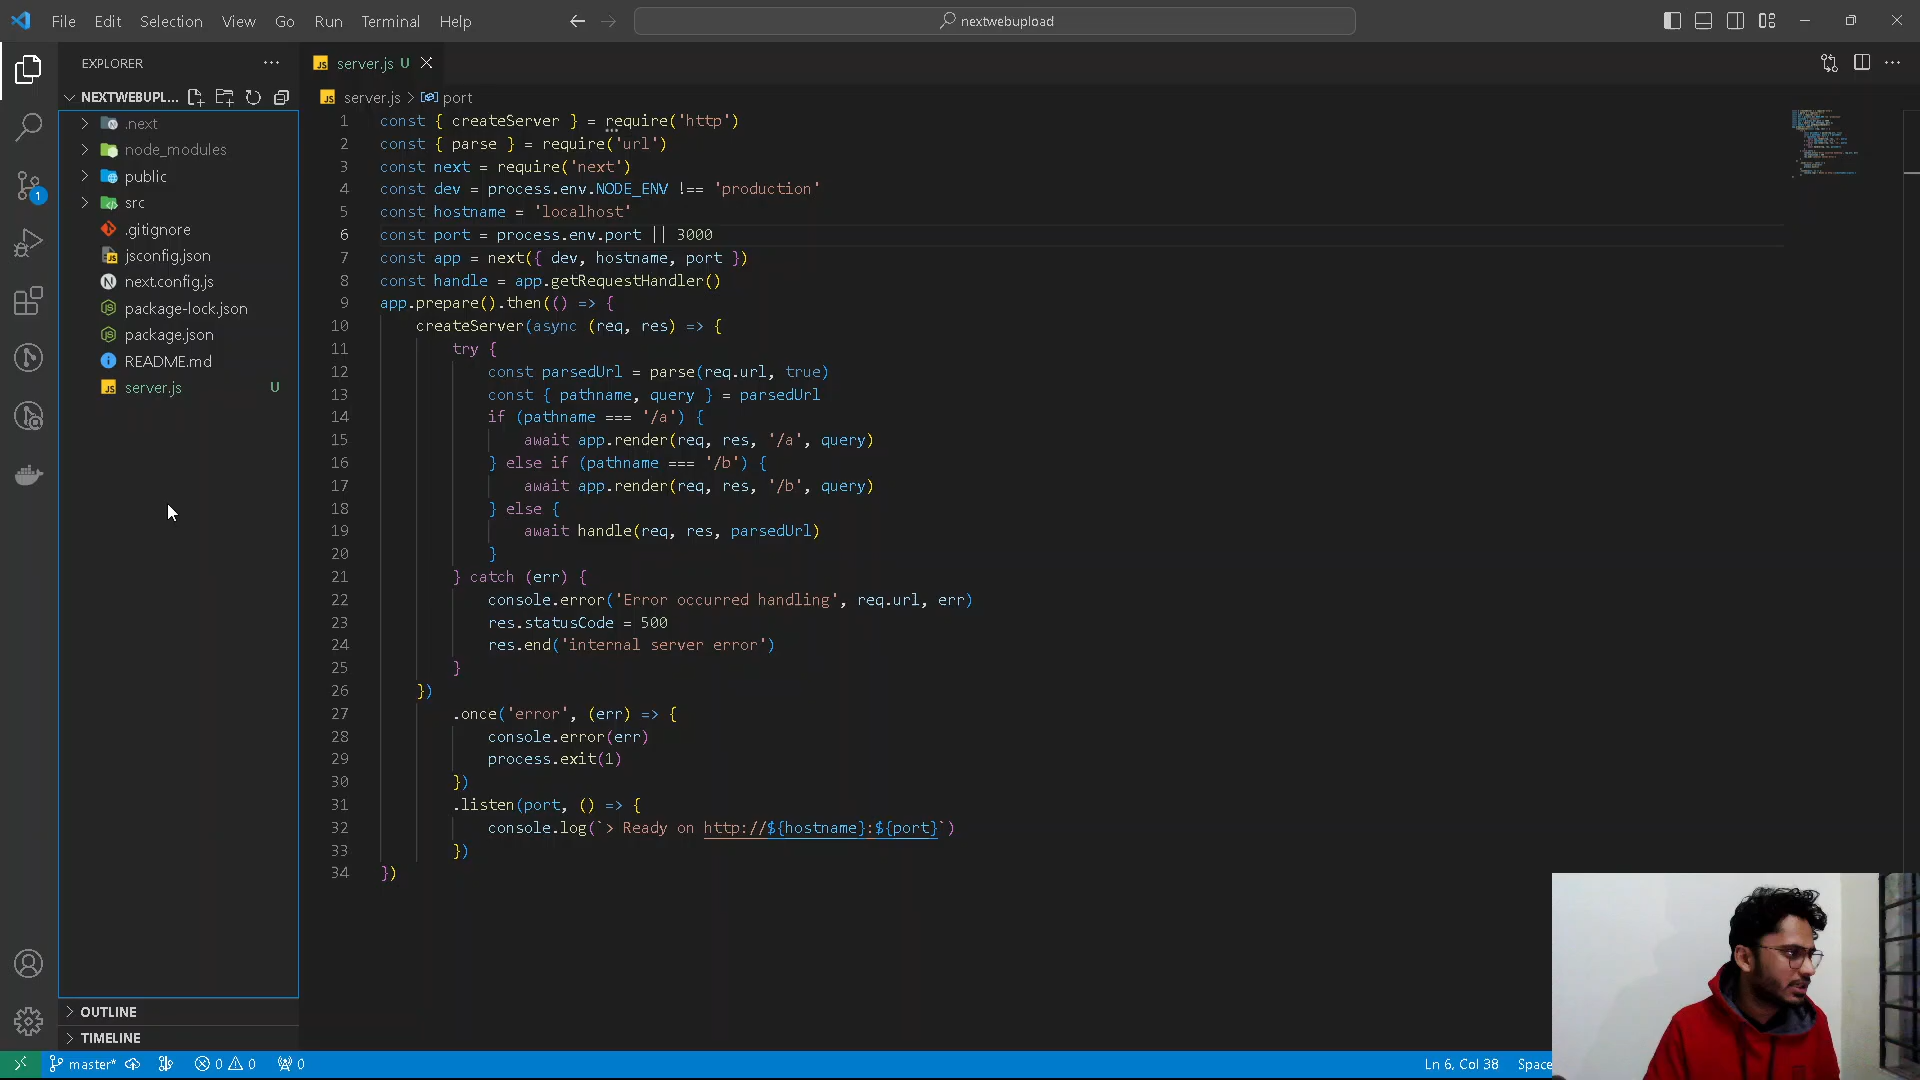 File Edit Selection View Go Run Terminal Help
nextwebupload
EXPLORER
NEXTWEBUPL...
.next
node_modules
public
src
.gitignore
jsconfig.json
next.config.js
package-lock.json
package.json
README.md
server.js U
OUTLINE
TIMELINE
1
JS server.js U
JS server.js > port
1 const { createServer } = require('http')
2 const { parse } = require('url')
3 const next = require('next')
4 const dev = process.env.NODE_ENV !== 'production'
5 const hostname = 'localhost'
6 const port = process.env.port || 3000
7 const app = next({ dev, hostname, port })
8 const handle = app.getRequestHandler()
9 app.prepare().then(() => {
10 createServer(async (req, res) => {
11 try {
12 const parsedUrl = parse(req.url, true)
13 const { pathname, query } = parsedUrl
14 if (pathname === '/a') {
15 await app.render(req, res, '/a', query)
16 } else if (pathname === '/b') {
17 await app.render(req, res, '/b', query)
18 } else {
19 await handle(req, res, parsedUrl)
20 }
21 } catch (err) {
22 console.error('Error occurred handling', req.url, err)
23 res.statusCode = 500
24 res.end('internal server error')
25 }
26 })
27 .once('error', (err) => {
28 console.error(err)
29 process.exit(1)
30 })
31 .listen(port, () => {
32 console.log(`> Ready on http://${hostname}:${port}`)
33 })
34 })
master* 0 0 0
Ln 6, Col 38 Space